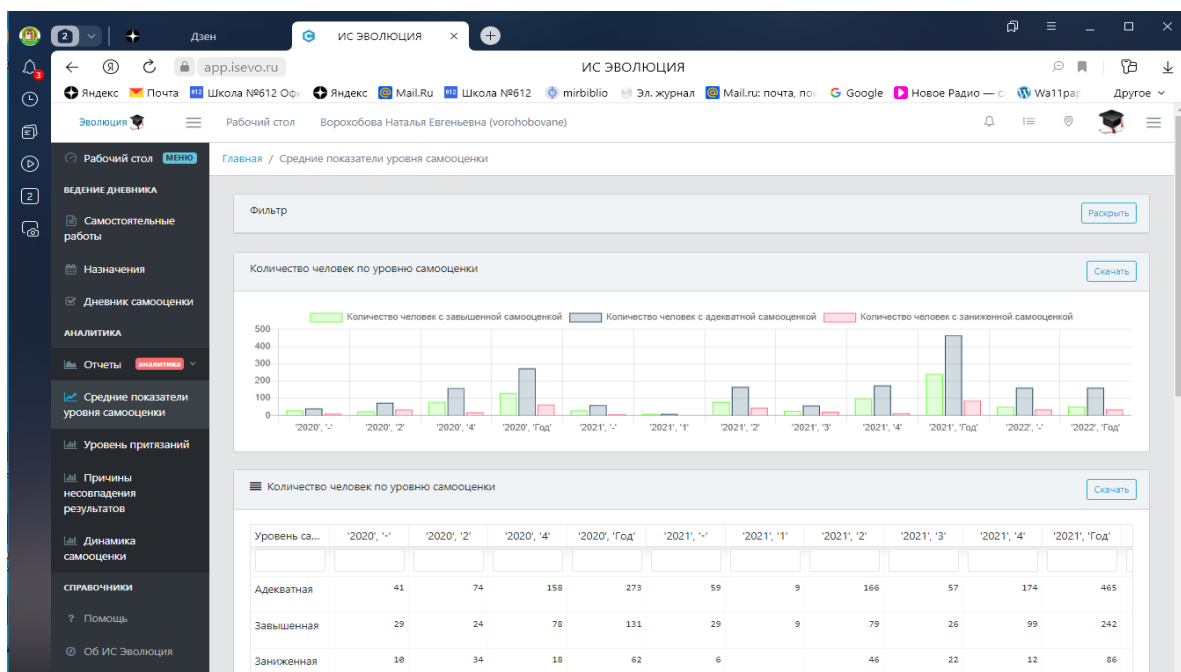 2
Дзен
ИС ЭВОЛЮЦИЯ
app.isevo.ru
ИС ЭВОЛЮЦИЯ
3
Яндекс Почта Школа №612 Яндекс Mail.Ru Школа №612 mirbiblio Эл. журнал Mail.ru: почта, Google Новое Радио — Другое
Эволюция
Рабочий стол Ворохобова Наталья Евгеньевна (vorohobovane)
Рабочий стол МЕНЮ
ВЕДЕНИЕ ДНЕВНИКА
2
Самостоятельные
работы
Назначения
Дневник самооценки
АНАЛИТИКА
Отчеты аналитика
Средние показатели
уровня самооценки
Уровень притязаний
Причины
несовпадения
результатов
Динамика
самооценки
СПРАВОЧНИКИ
? Помощь
Об ИС Эволюция
Главная / Средние показатели уровня самооценки
Фильтр Раскрыть
Количество человек по уровню самооценки Скачать
Количество человек с завышенной самооценкой Количество человек с адекватной самооценкой Количество человек с заниженной самооценкой
500
400
300
200
100
0
'2020', '-' '2020', '2' '2020', '4' '2020', 'Год' '2021', '-' '2021', '1' '2021', '2' '2021', '3' '2021', '4' '2021', 'Год' '2022', '-' '2022', 'Год'
Количество человек по уровню самооценки Скачать
Уровень са... '2020', '-' '2020', '2' '2020', '4' '2020', 'Год' '2021', '-' '2021', '1' '2021', '2' '2021', '3' '2021', '4' '2021', 'Год'
Адекватная 41 74 158 273 59 9 166 57 174 465
Завышенная 29 24 78 131 29 9 79 26 99 242
Заниженная 10 34 18 62 6 46 22 12 86